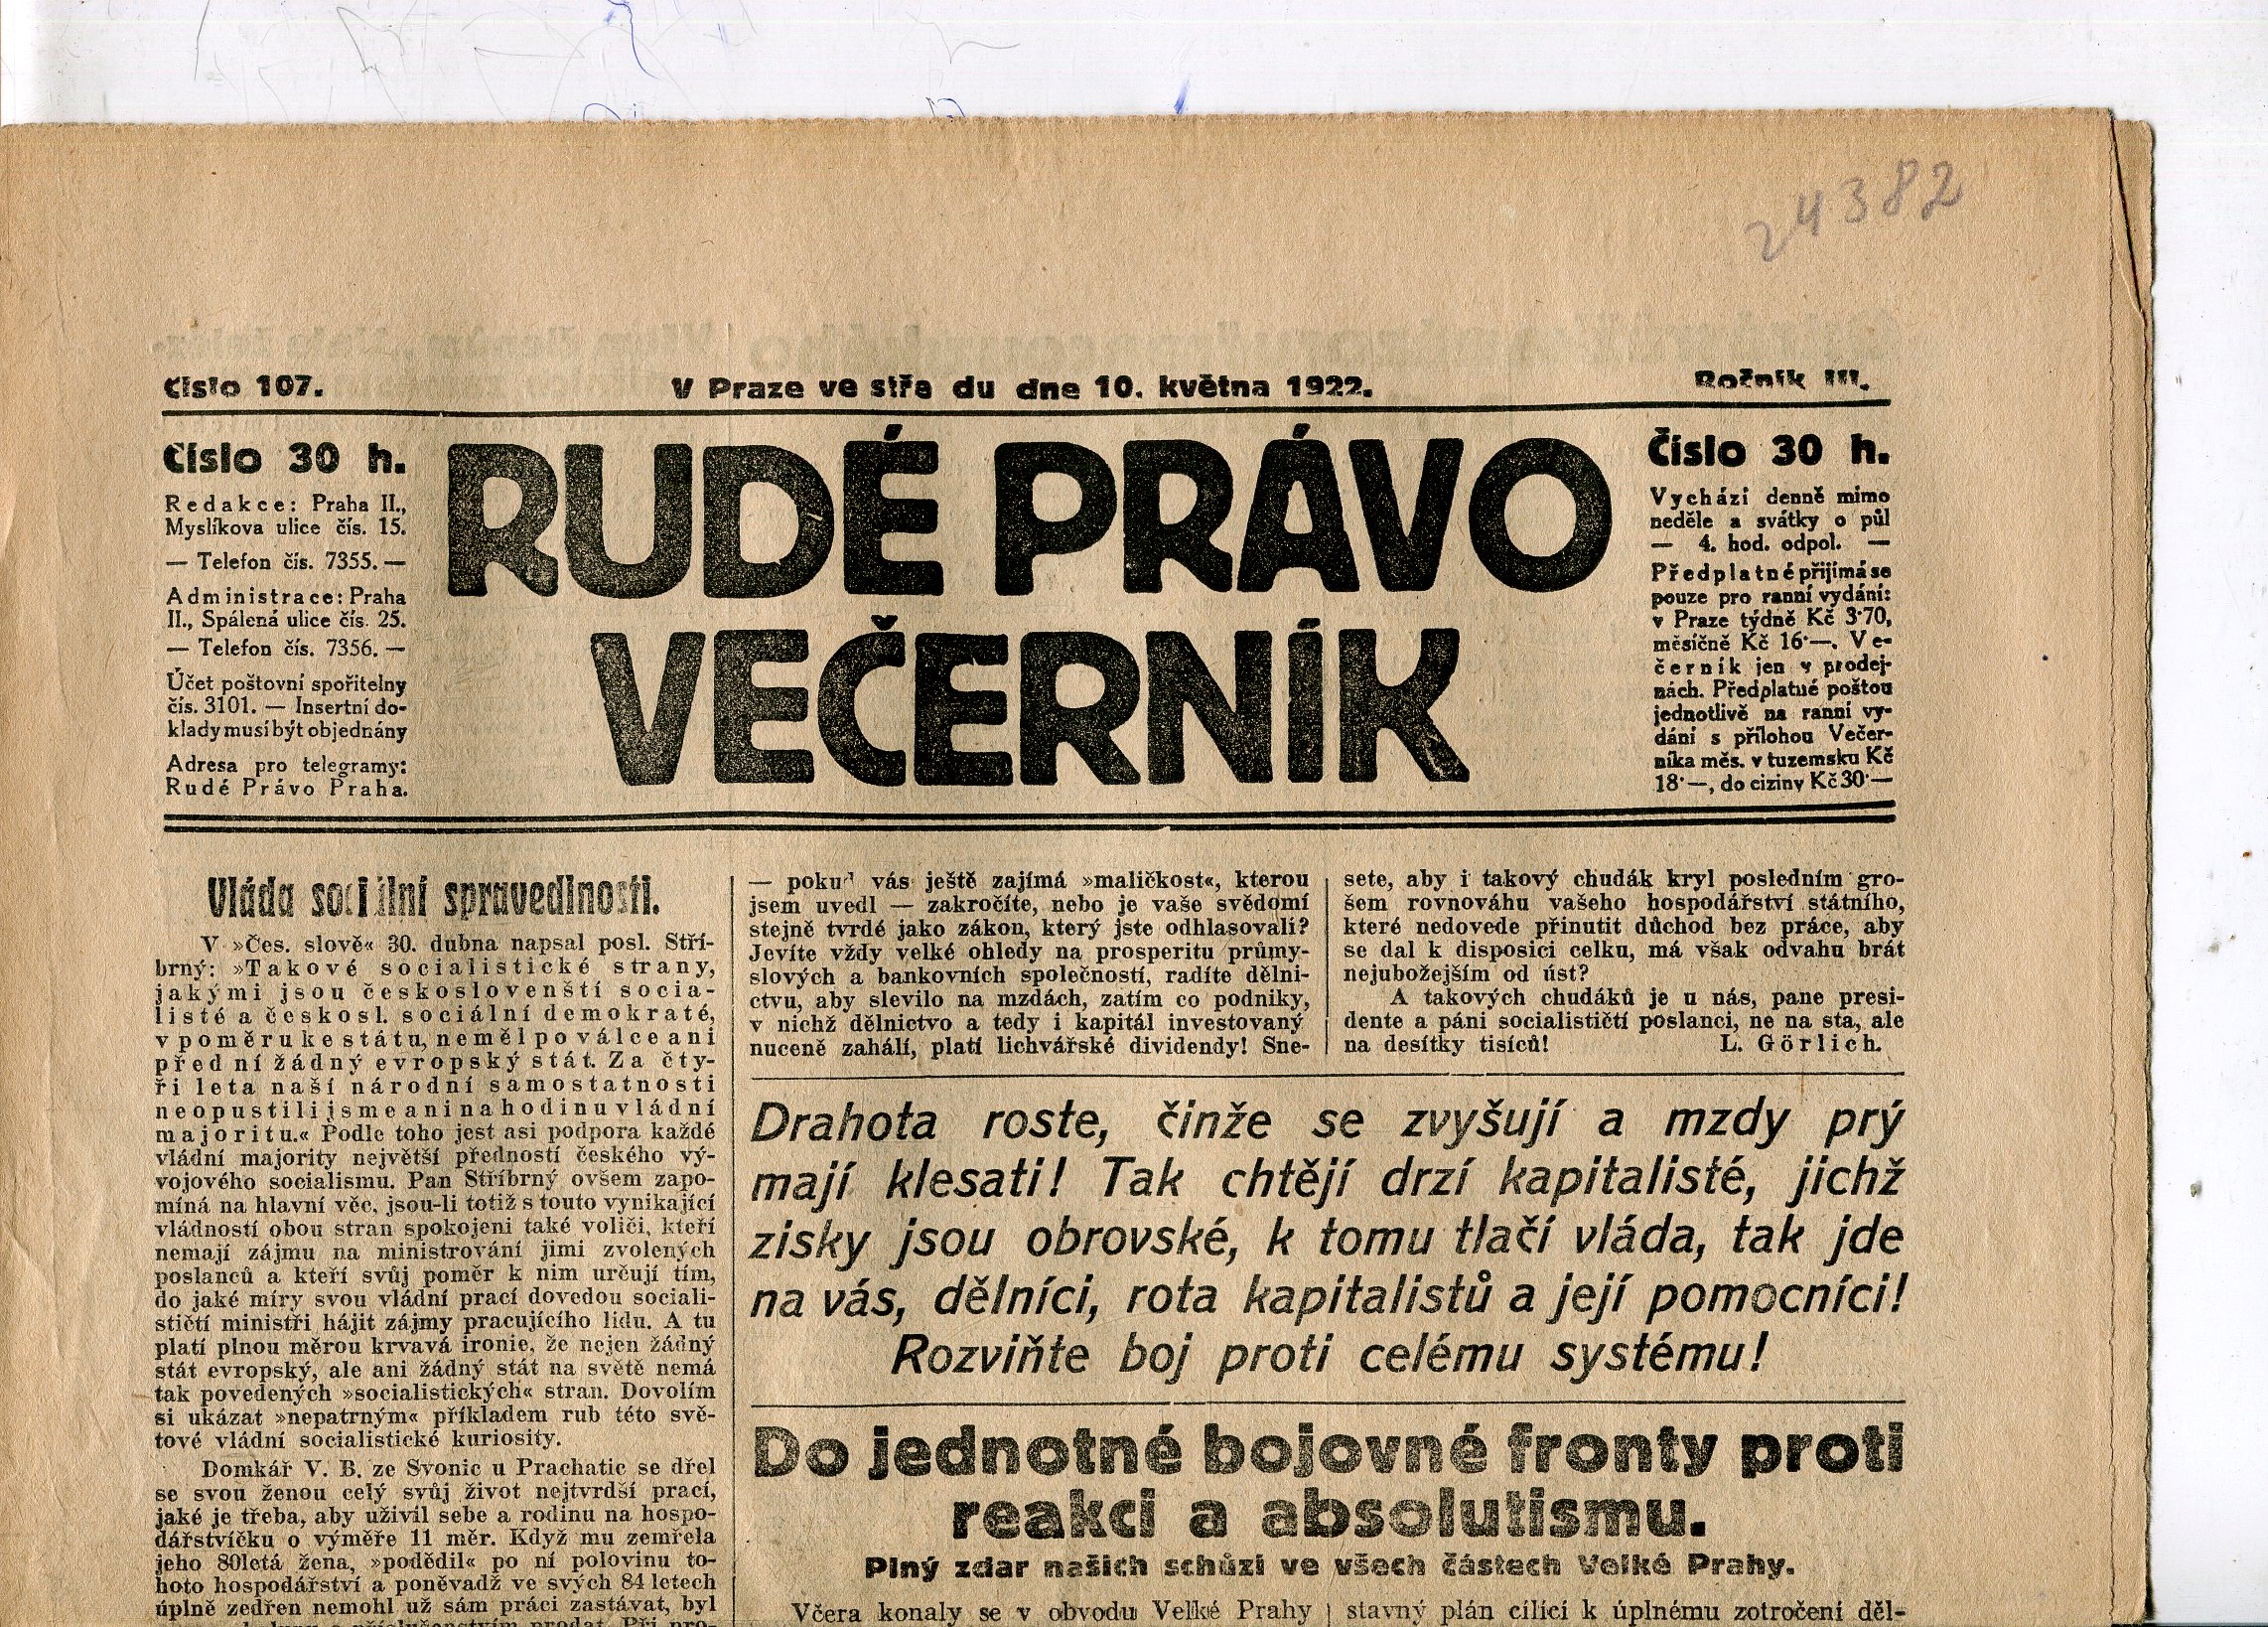 24382
Číslo 107.
V Praze ve stře du dne 10. května 1922.
Ročník III.
Číslo 30 h.
Redakce: Praha II.,
Myslíkova ulice čís. 15.
— Telefon čís. 7355. —
Administrace: Praha
II., Spálená ulice čís. 25.
— Telefon čís. 7356. —
Účet poštovní spořitelny
čís. 3101. — Insertní do-
klady musí být objednány
Adresa pro telegramy:
Rudé Právo Praha.
RUDÉ PRÁVO
VEČERNÍK
Číslo 30 h.
Vychází denně mimo
neděle a svátky o půl
— 4. hod. odpol. —
Předplatné přijímá se
pouze pro ranní vydání:
v Praze týdně Kč 3·70,
měsíčně Kč 16·—. Ve-
černík jen v prodej-
nách. Předplatné poštou
jednotlivě na ranní vy-
dání s přílohou Večer-
níka měs. v tuzemsku Kč
18·—, do ciziny Kč 30·—
Vláda sociální spravedlnosti.
V »Čes. slově« 30. dubna napsal posl. Stří-
brný: »Takové socialistické strany,
jakými jsou českoslovenští socia-
listé a českosl. sociální demokraté,
v poměru ke státu, neměl po válce ani
před ní žádný evropský stát. Za čty-
ři leta naší národní samostatnosti
neopustili jsme ani na hodinu vládní
majoritu.« Podle toho jest asi podpora každé
vládní majority největší předností českého vý-
vojového socialismu. Pan Stříbrný ovšem zapo-
míná na hlavní věc, jsou-li totiž s touto vynikající
vládností obou stran spokojeni také voliči, kteří
nemají zájmu na ministrování jimi zvolených
poslanců a kteří svůj poměr k nim určují tím,
do jaké míry svou vládní prací dovedou sociali-
stičtí ministři hájit zájmy pracujícího lidu. A tu
platí plnou měrou krvavá ironie, že nejen žádný
stát evropský, ale ani žádný stát na světě nemá
tak povedených »socialistických« stran. Dovolím
si ukázat »nepatrným« příkladem rub této svě-
tové vládní socialistické kuriosity.
Domkář V. B. ze Svonic u Prachatic se dřel
se svou ženou celý svůj život nejtvrdší prací,
jaké je třeba, aby uživil sebe a rodinu na hospo-
dářstvíčku o výměře 11 měr. Když mu zemřela
jeho 80letá žena, »podědil« po ní polovinu to-
hoto hospodářství a poněvadž ve svých 84 letech
úplně zedřen nemohl už sám práci zastávat, byl
— pokud vás ještě zajímá »maličkost«, kterou
jsem uvedl — zakročíte, nebo je vaše svědomí
stejně tvrdé jako zákon, který jste odhlasovali?
Jevíte vždy velké ohledy na prosperitu průmy-
slových a bankovních společností, radíte dělni-
ctvu, aby slevilo na mzdách, zatím co podniky,
v nichž dělnictvo a tedy i kapitál investovaný
nuceně zahálí, platí lichvářské dividendy! Sne-
sete, aby i takový chudák kryl posledním gro-
šem rovnováhu vašeho hospodářství státního,
které nedovede přinutit důchod bez práce, aby
se dal k disposici celku, má však odvahu brát
nejubožejším od úst?
A takových chudáků je u nás, pane presi-
dente a páni socialističtí poslanci, ne na sta, ale
na desítky tisíců! L. Görlich.
Drahota roste, činže se zvyšují a mzdy prý
mají klesati! Tak chtějí drzí kapitalisté, jichž
zisky jsou obrovské, k tomu tlačí vláda, tak jde
na vás, dělníci, rota kapitalistů a její pomocníci!
Rozviňte boj proti celému systému!
Do jednotné bojovné fronty proti
reakci a absolutismu.
Plný zdar našich schůzí ve všech částech Velké Prahy.
Včera konaly se v obvodu Velké Prahy
stavný plán cílící k úplnému zotročení děl-